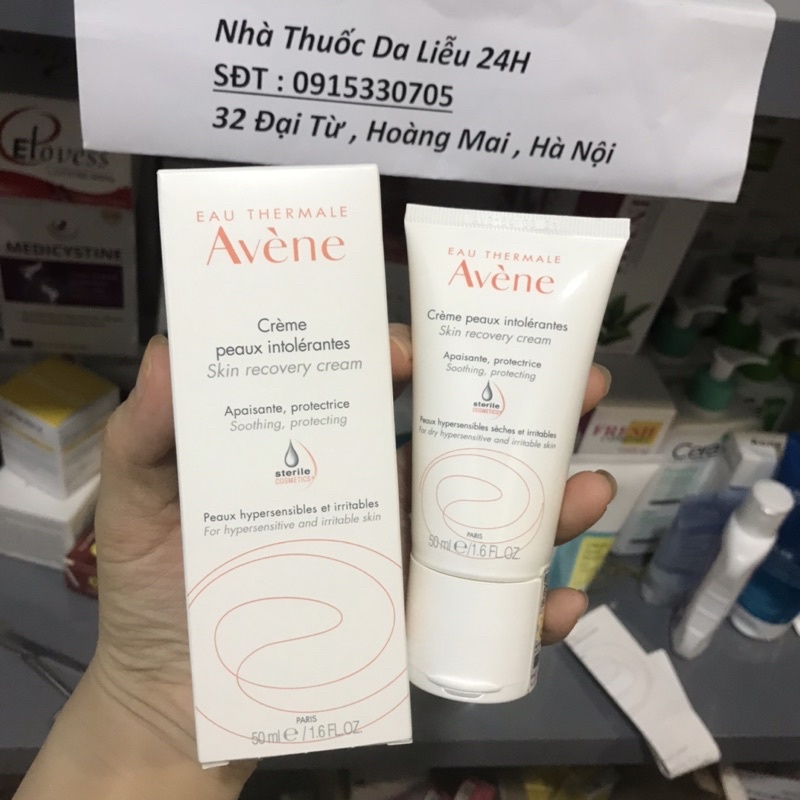 Nhà Thuốc Da Liễu 24H
SĐT : 0915330705
32 Đại Từ , Hoàng Mai , Hà Nội
Elovess
MEDICYSTINE
EAU THERMALE
Avène
Crème
peaux intolérantes
Skin recovery cream
Apaisante, protectrice
Soothing, protecting
sterile
COSMETICS
Peaux hypersensibles et irritables
For hypersensitive and irritable skin
PARIS
50 ml e/1.6 FL.OZ.
EAU THERMALE
Avène
Crème peaux intolérantes
Skin recovery cream
Apaisante, protectrice
Soothing, protecting
sterile
COSMETICS
Peaux hypersensibles sèches et irritables
For dry hypersensitive and irritable skin
PARIS
50 ml e/1.6 FL.OZ.
FRESH
Cera